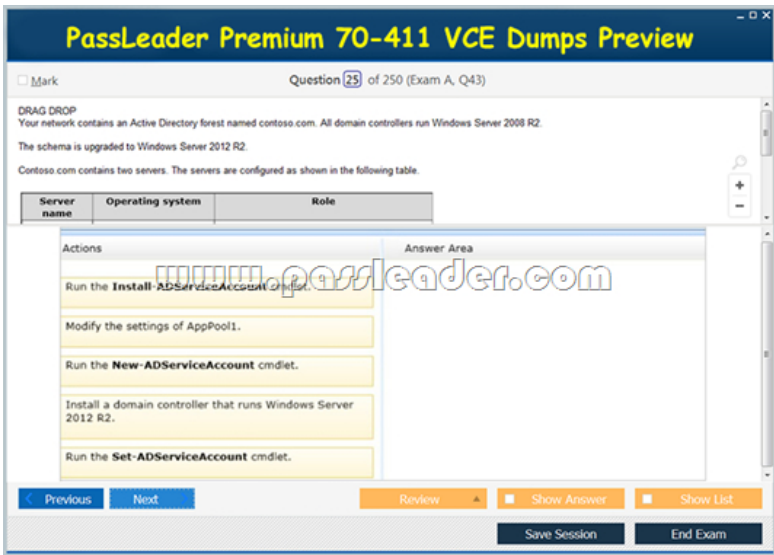 PassLeader Premium 70-411 VCE Dumps Preview
Mark
Question 25 of 250 (Exam A, Q43)
DRAG DROP
Your network contains an Active Directory forest named contoso.com. All domain controllers run Windows Server 2008 R2.
The schema is upgraded to Windows Server 2012 R2.
Contoso.com contains two servers. The servers are configured as shown in the following table.
Server name
Operating system
Role
Actions
Answer Area
www.passleader.com
Run the Install-ADServiceAccount cmdlet.
Modify the settings of AppPool1.
Run the New-ADServiceAccount cmdlet.
Install a domain controller that runs Windows Server
2012 R2.
Run the Set-ADServiceAccount cmdlet.
Previous
Next
Review
Show Answer
Show List
Save Session
End Exam